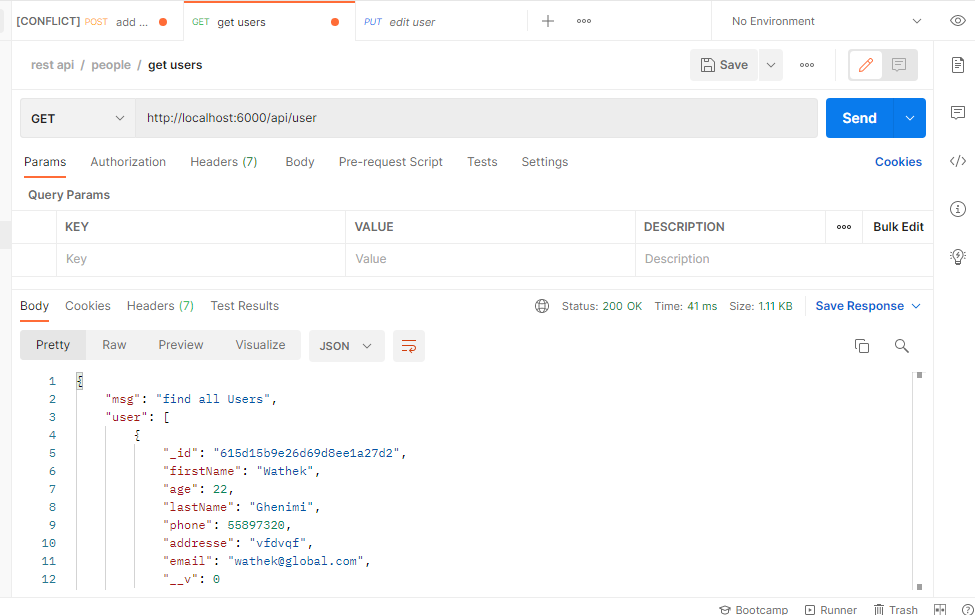 [CONFLICT] POST add ... GET get users PUT edit user No Environment
rest api / people / get users Save
GET http://localhost:6000/api/user Send
Params Authorization Headers (7) Body Pre-request Script Tests Settings Cookies
Query Params
KEY VALUE DESCRIPTION Bulk Edit
Key Value Description
Body Cookies Headers (7) Test Results Status: 200 OK Time: 41 ms Size: 1.11 KB Save Response
Pretty Raw Preview Visualize JSON
1 {
2 "msg": "find all Users",
3 "user": [
4 {
5 "_id": "615d15b9e26d69d8ee1a27d2",
6 "firstName": "Wathek",
7 "age": 22,
8 "lastName": "Ghenimi",
9 "phone": 55897320,
10 "addresse": "vfdvqf",
11 "email": "wathek@global.com",
12 "__v": 0
Bootcamp Runner Trash